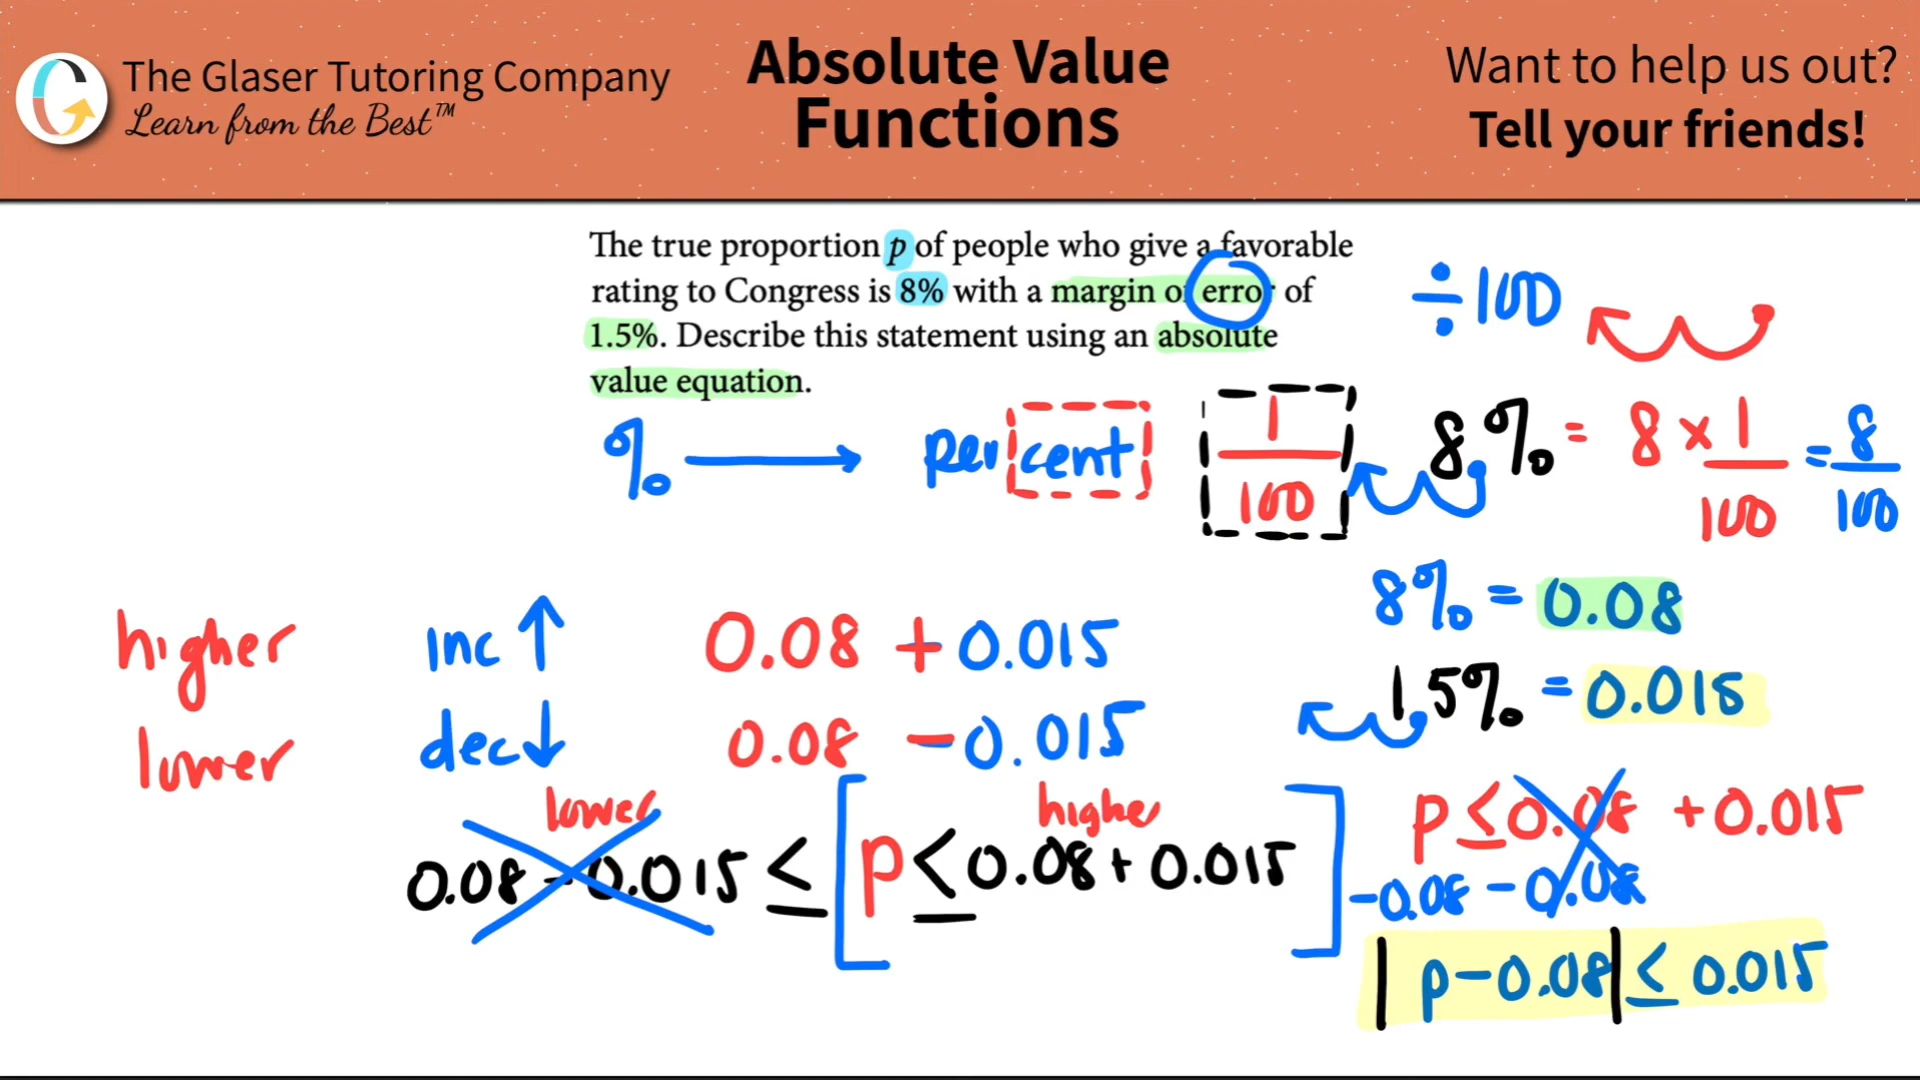 The Glaser Tutoring Company
Learn from the Best™
Absolute Value
Functions
Want to help us out?
Tell your friends!
The true proportion p of people who give a favorable
rating to Congress is 8% with a margin of error of
1.5%. Describe this statement using an absolute
value equation.
÷100
% → percent
1/100
8% = 8 × 1/100 = 8/100
8% = 0.08
1.5% = 0.015
higher inc ↑ 0.08 + 0.015
lower dec ↓ 0.08 - 0.015
lower higher
0.08 - 0.015 ≤ [p ≤ 0.08 + 0.015]
p ≤ 0.08 + 0.015
-0.08 -0.08
|p - 0.08| ≤ 0.015